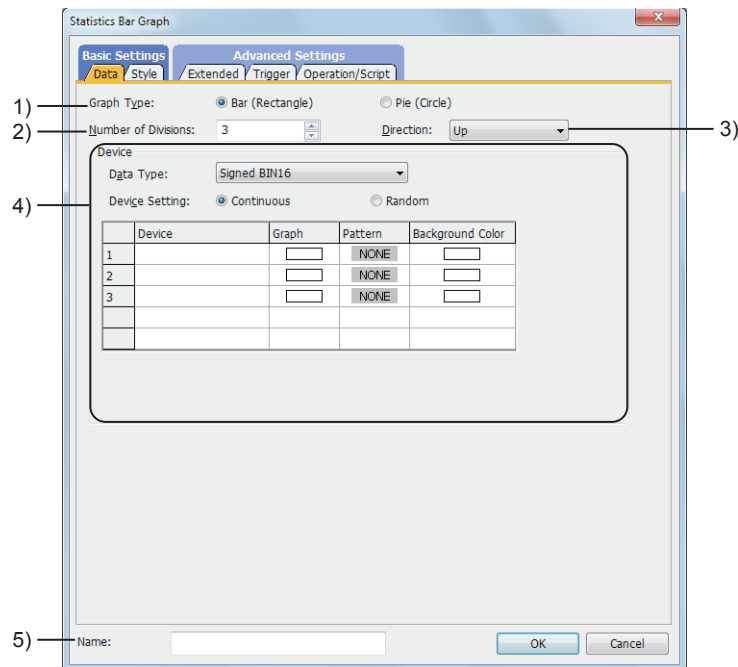 Statistics Bar Graph
x
Basic Settings Advanced Settings
Data Style Extended Trigger Operation/Script
1) Graph Type: Bar (Rectangle) Pie (Circle)
2) Number of Divisions: 3 Direction: Up 3)
Device
Data Type: Signed BIN16
4) Device Setting: Continuous Random
Device Graph Pattern Background Color
1 NONE
2 NONE
3 NONE
5) Name: OK Cancel